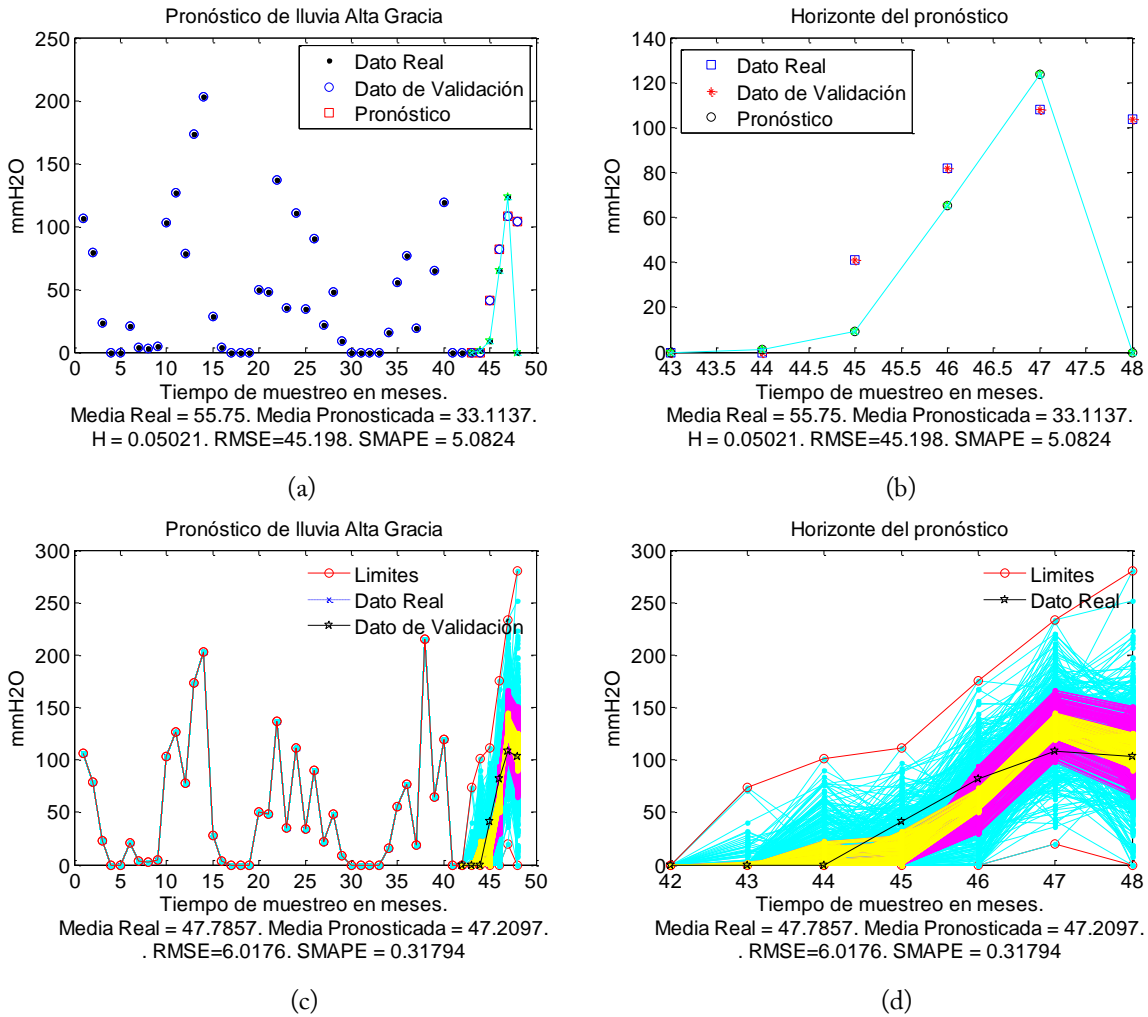 Pronóstico de lluvia Alta Gracia
250
200
150
100
50
0
mmH2O
Dato Real
Dato de Validación
Pronóstico
0 5 10 15 20 25 30 35 40 45 50
Tiempo de muestreo en meses.
Media Real = 55.75. Media Pronosticada = 33.1137.
H = 0.05021. RMSE=45.198. SMAPE = 5.0824
(a)
Horizonte del pronóstico
140
120
100
80
60
40
20
0
mmH2O
Dato Real
Dato de Validación
Pronóstico
43 43.5 44 44.5 45 45.5 46 46.5 47 47.5 48
Tiempo de muestreo en meses.
Media Real = 55.75. Media Pronosticada = 33.1137.
H = 0.05021. RMSE=45.198. SMAPE = 5.0824
(b)
Pronóstico de lluvia Alta Gracia
300
250
200
150
100
50
0
mmH2O
Limites
Dato Real
Dato de Validación
0 5 10 15 20 25 30 35 40 45 50
Tiempo de muestreo en meses.
Media Real = 47.7857. Media Pronosticada = 47.2097.
. RMSE=6.0176. SMAPE = 0.31794
(c)
Horizonte del pronóstico
300
250
200
150
100
50
0
mmH2O
Limites
Dato Real
42 43 44 45 46 47 48
Tiempo de muestreo en meses.
Media Real = 47.7857. Media Pronosticada = 47.2097.
. RMSE=6.0176. SMAPE = 0.31794
(d)